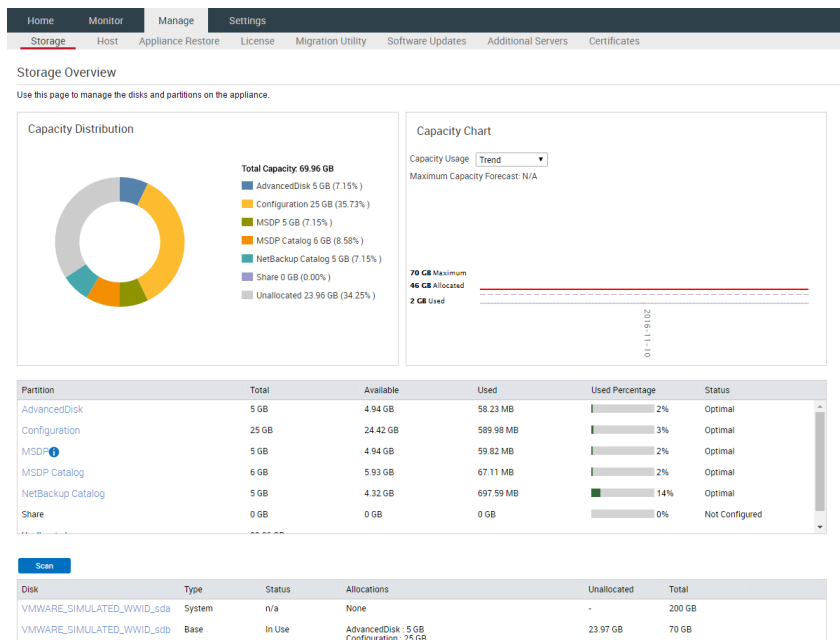 Home Monitor Manage Settings
Storage Host Appliance Restore License Migration Utility Software Updates Additional Servers Certificates
Storage Overview
Use this page to manage the disks and partitions on the appliance.
Capacity Distribution
Total Capacity: 69.96 GB
AdvancedDisk 5 GB (7.15% )
Configuration 25 GB (35.73% )
MSDP 5 GB (7.15% )
MSDP Catalog 6 GB (8.58% )
NetBackup Catalog 5 GB (7.15% )
Share 0 GB (0.00% )
Unallocated 23.96 GB (34.25% )
Capacity Chart
Capacity Usage Trend
Maximum Capacity Forecast: N/A
70 GB Maximum
46 GB Allocated
2 GB Used
2016-11-10
Partition Total Available Used Used Percentage Status
AdvancedDisk 5 GB 4.94 GB 58.23 MB 2% Optimal
Configuration 25 GB 24.42 GB 589.98 MB 3% Optimal
MSDP 5 GB 4.94 GB 59.82 MB 2% Optimal
MSDP Catalog 6 GB 5.93 GB 67.11 MB 2% Optimal
NetBackup Catalog 5 GB 4.32 GB 697.59 MB 14% Optimal
Share 0 GB 0 GB 0 GB 0% Not Configured
Scan
Disk Type Status Allocations Unallocated Total
VMWARE_SIMULATED_WWID_sda System n/a None - 200 GB
VMWARE_SIMULATED_WWID_sdb Base In Use AdvancedDisk : 5 GB 23.97 GB 70 GB
Configuration : 25 GB